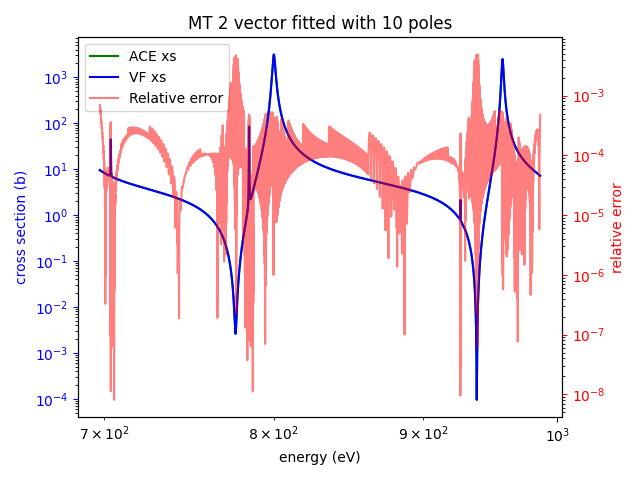 MT 2 vector fitted with 10 poles
ACE xs
VF xs
Relative error
cross section (b)
10³
10²
10¹
10⁰
10⁻¹
10⁻²
10⁻³
10⁻⁴
relative error
10⁻³
10⁻⁴
10⁻⁵
10⁻⁶
10⁻⁷
10⁻⁸
7 × 10² 8 × 10² 9 × 10² 10³
energy (eV)